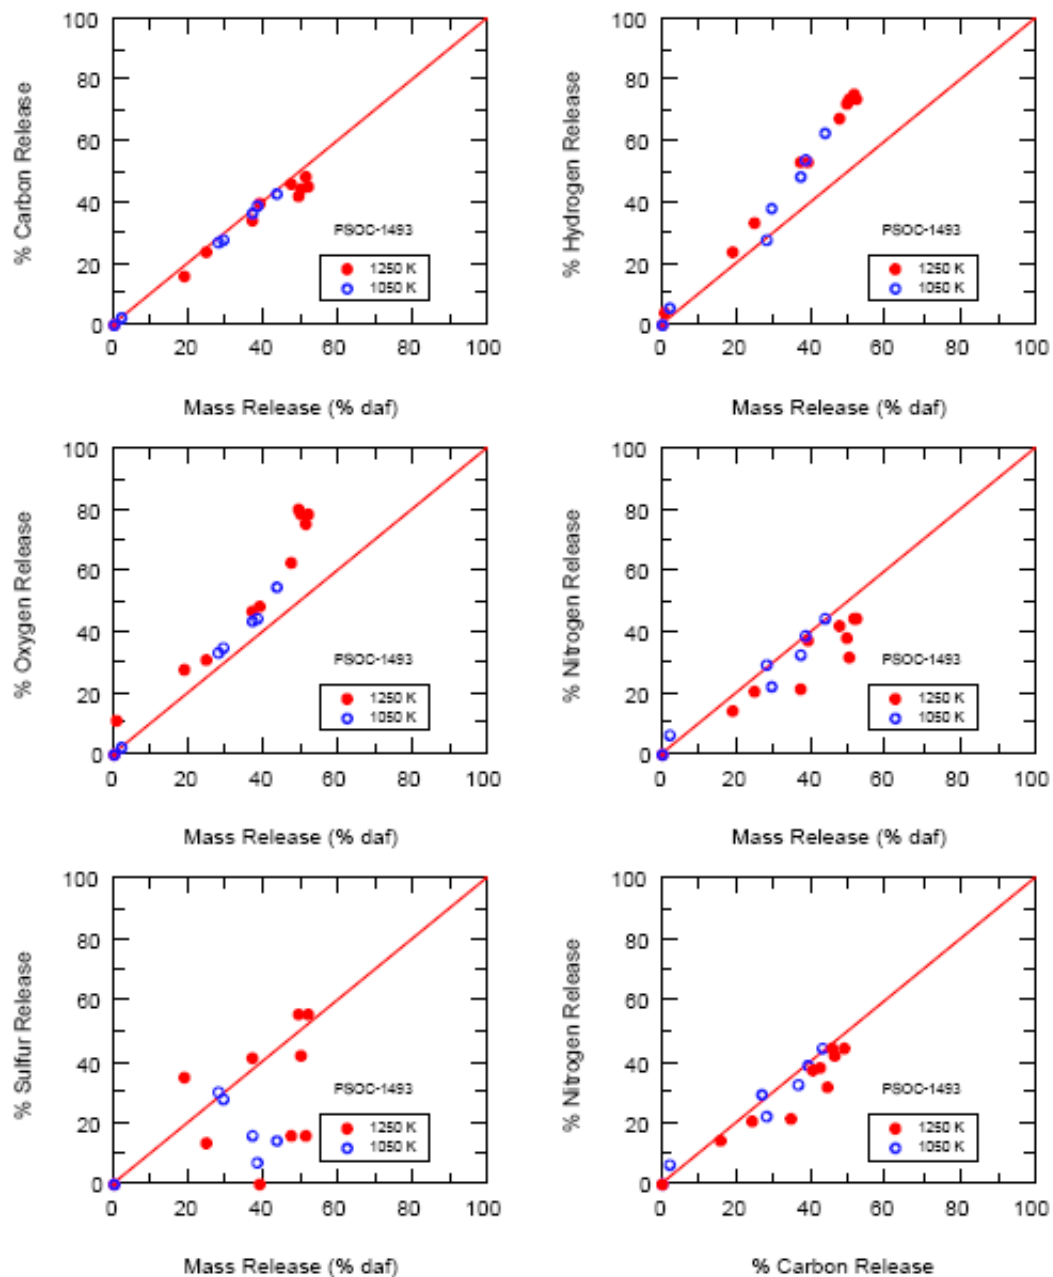 100
80
60
40
20
0
% Carbon Release
PSOC-1493
1250 K
1050 K
0 20 40 60 80 100
Mass Release (% daf)
100
80
60
40
20
0
% Hydrogen Release
PSOC-1493
1250 K
1050 K
0 20 40 60 80 100
Mass Release (% daf)
100
80
60
40
20
0
% Oxygen Release
PSOC-1493
1250 K
1050 K
0 20 40 60 80 100
Mass Release (% daf)
100
80
60
40
20
0
% Nitrogen Release
PSOC-1493
1250 K
1050 K
0 20 40 60 80 100
Mass Release (% daf)
100
80
60
40
20
0
% Sulfur Release
PSOC-1493
1250 K
1050 K
0 20 40 60 80 100
Mass Release (% daf)
100
80
60
40
20
0
% Nitrogen Release
PSOC-1493
1250 K
1050 K
0 20 40 60 80 100
% Carbon Release